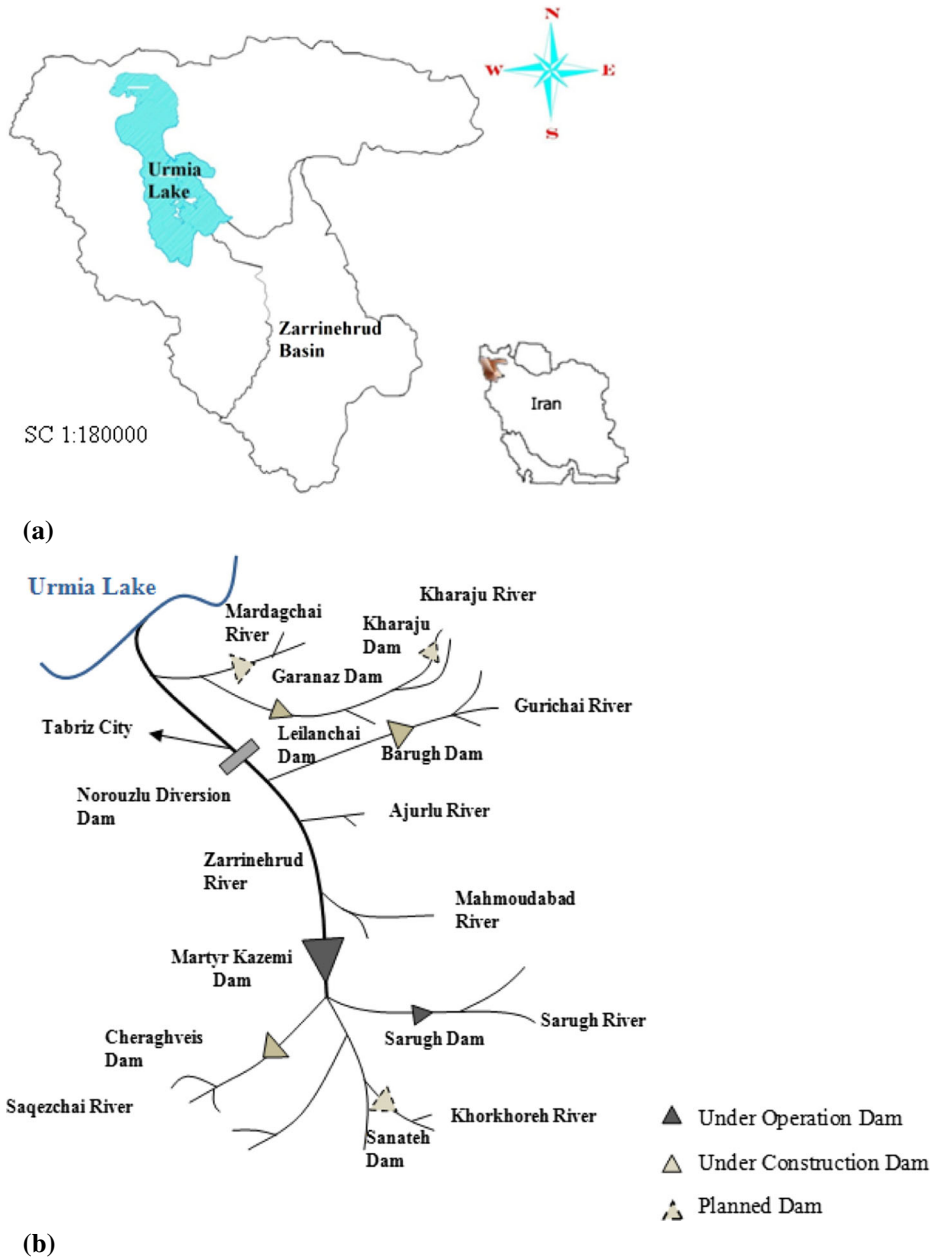 N
W
E
S
Urmia
Lake
Zarrinehrud
Basin
Iran
SC 1:180000
(a)
Urmia Lake
Mardagchai
River
Kharaju River
Kharaju
Dam
Garanaz Dam
Gurichai River
Tabriz City
Leilanchai
Dam
Barugh Dam
Norouzlu Diversion
Dam
Ajurlu River
Zarrinehrud
River
Mahmoudabad
River
Martyr Kazemi
Dam
Sarugh River
Sarugh Dam
Cheraghveis
Dam
Saqezchai River
Khorkhoreh River
Sanateh
Dam
Under Operation Dam
Under Construction Dam
Planned Dam
(b)